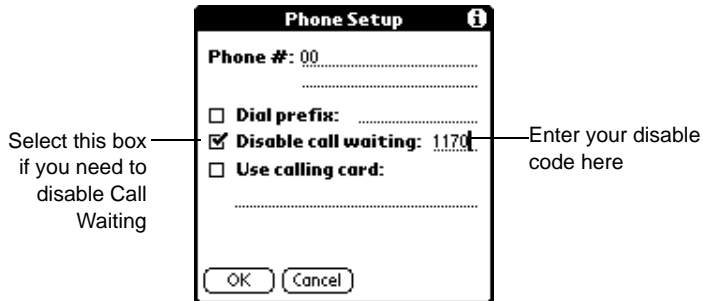 Phone Setup
Phone #: 00
Dial prefix:
Select this box
if you need to
disable Call
Waiting
Disable call waiting: 1170
Enter your disable
code here
Use calling card:
OK
Cancel